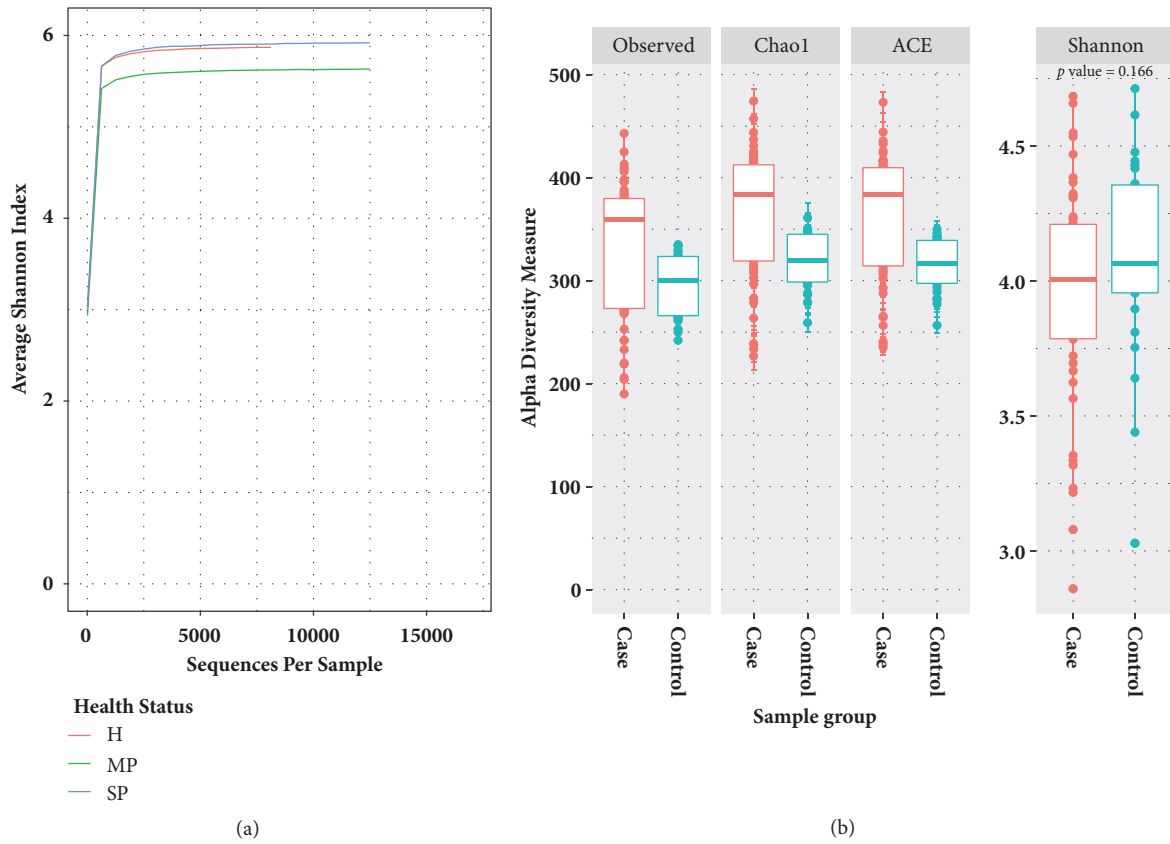 6
4
2
0
Average Shannon Index
0
5000
10000
15000
Sequences Per Sample
Health Status
H
MP
SP
(a)
Observed
Chao1
ACE
Shannon
p value = 0.166
500
400
300
300
100
0
Alpha Diversity Measure
4.5
4.0
3.5
3.0
Case
Control
Case
Control
Case
Control
Case
Control
Sample group
(b)